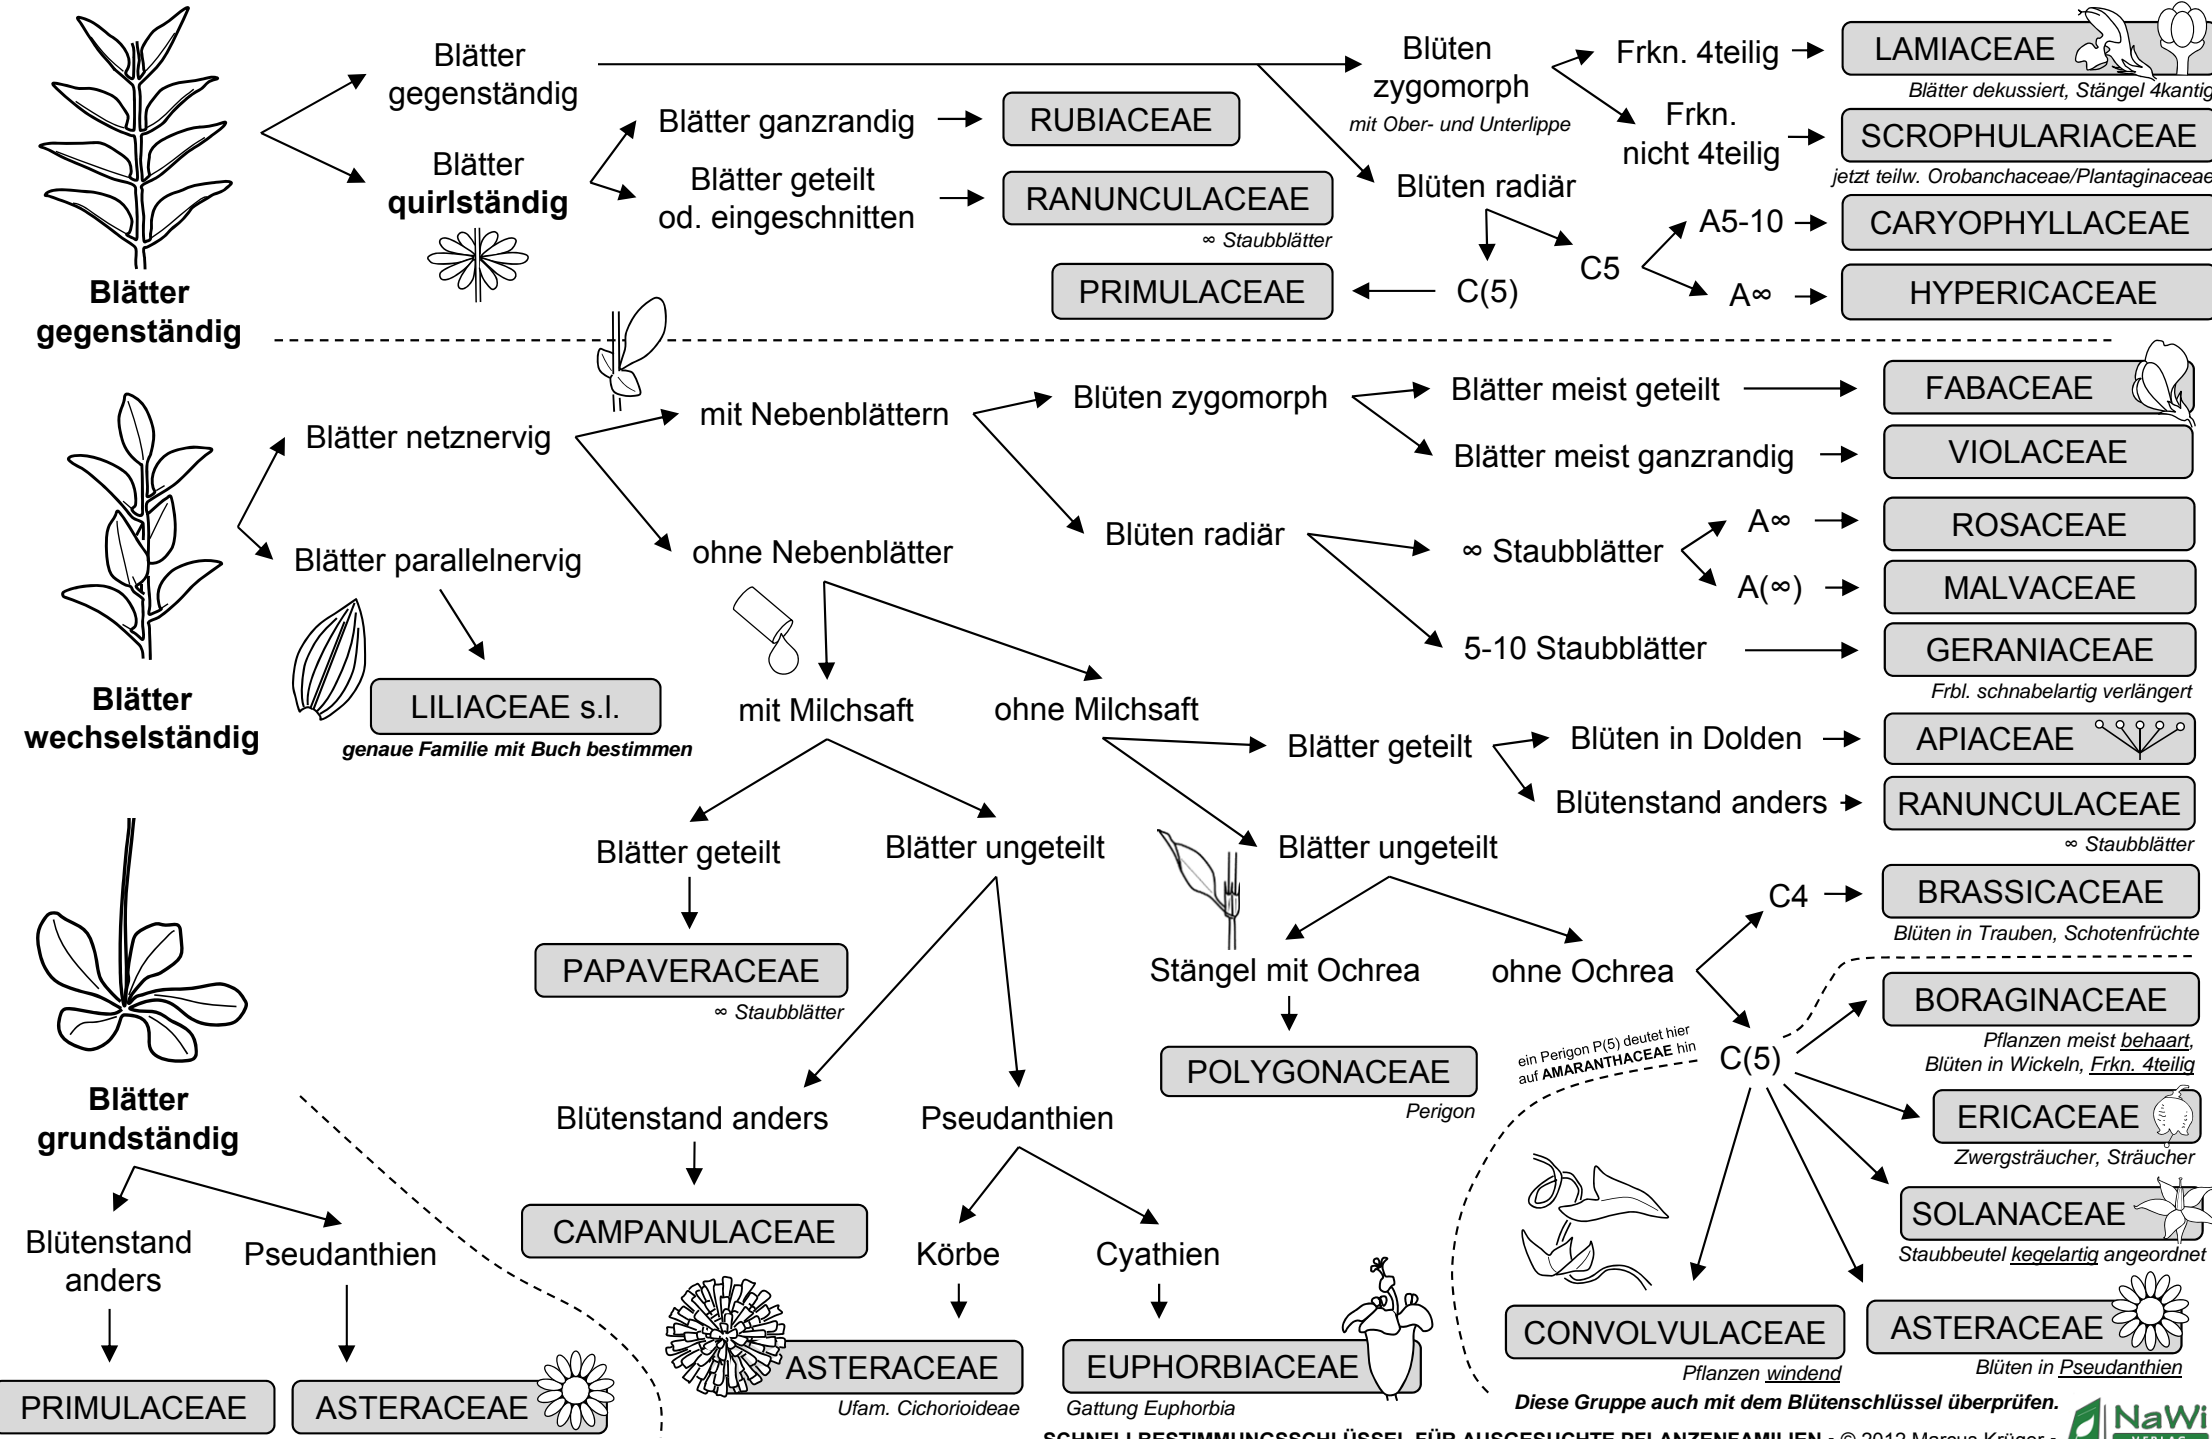 Blätter
gegenständig
Blätter
gegenständig
Blätter
quirlständig
Blätter ganzrandig
RUBIACEAE
Blätter geteilt
od. eingeschnitten
RANUNCULACEAE
∞ Staubblätter
Blüten
zygomorph
mit Ober- und Unterlippe
Frkn. 4teilig
LAMIACEAE
Blätter dekussiert, Stängel 4kantig
Frkn.
nicht 4teilig
SCROPHULARIACEAE
jetzt teilw. Orobanchaceae/Plantaginaceae
Blüten radiär
C5
A5-10
CARYOPHYLLACEAE
A∞
HYPERICACEAE
C(5)
PRIMULACEAE
Blätter
wechselständig
Blätter netznervig
mit Nebenblättern
Blüten zygomorph
Blätter meist geteilt
FABACEAE
Blätter meist ganzrandig
VIOLACEAE
Blüten radiär
∞ Staubblätter
A∞
ROSACEAE
A(∞)
MALVACEAE
5-10 Staubblätter
GERANIACEAE
Frbl. schnabelartig verlängert
Blätter parallelnervig
LILIACEAE s.l.
genaue Familie mit Buch bestimmen
ohne Nebenblätter
mit Milchsaft
ohne Milchsaft
Blätter geteilt
Blüten in Dolden
APIACEAE
Blütenstand anders
RANUNCULACEAE
∞ Staubblätter
Blätter geteilt
PAPAVERACEAE
∞ Staubblätter
Blätter ungeteilt
Blütenstand anders
CAMPANULACEAE
Pseudanthien
Körbe
ASTERACEAE
Ufam. Cichorioideae
Cyathien
EUPHORBIACEAE
Gattung Euphorbia
Blätter ungeteilt
Stängel mit Ochrea
POLYGONACEAE
Perigon
ohne Ochrea
C4
BRASSICACEAE
Blüten in Trauben, Schotenfrüchte
ein Perigon P(5) deutet hier
auf AMARANTHACEAE hin
C(5)
BORAGINACEAE
Pflanzen meist behaart,
Blüten in Wickeln, Frkn. 4teilig
ERICACEAE
Zwergsträucher, Sträucher
SOLANACEAE
Staubbeutel kegelartig angeordnet
CONVOLVULACEAE
Pflanzen windend
ASTERACEAE
Blüten in Pseudanthien
Diese Gruppe auch mit dem Blütenschlüssel überprüfen.
Blätter
grundständig
Blütenstand
anders
PRIMULACEAE
Pseudanthien
ASTERACEAE
SCHNELLBESTIMMUNGSSCHLÜSSEL FÜR AUSGESUCHTE PFLANZENFAMILIEN - © 2012 Marcus Krüger -
NaWi
VERLAG